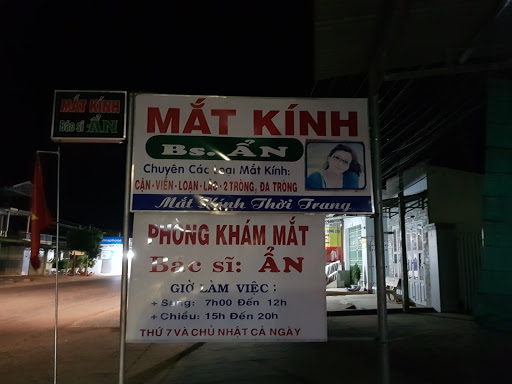 MẮT KÍNH
Bác sĩ ẨN
MẮT KÍNH
Bs. ẨN
Chuyên Các Loại Mắt Kính:
CẬN - VIỄN - LOẠN - LÃO - 2 TRÒNG, ĐA TRÒNG
Mắt Kính Thời Trang
PHÒNG KHÁM MẮT
Bác sĩ: ẨN
GIỜ LÀM VIỆC :
+ Sáng: 7h00 Đến 12h
+ Chiều: 15h Đến 20h
THỨ 7 VÀ CHỦ NHẬT CẢ NGÀY